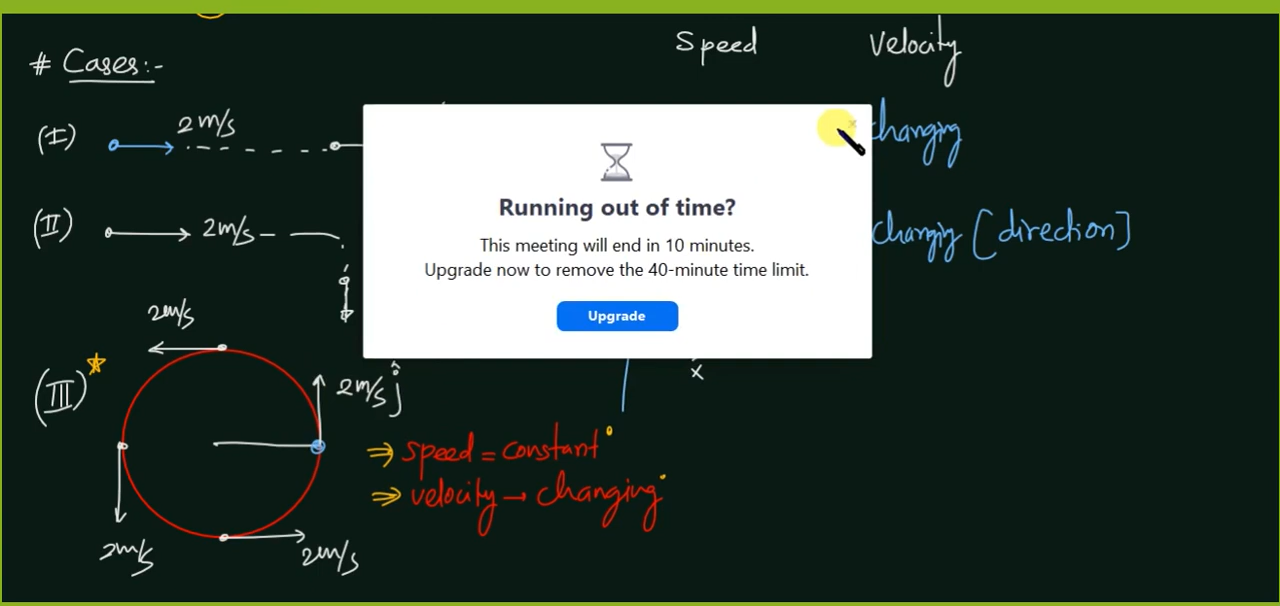 Speed Velocity
# Cases:-
(I) 2m/s changing
Running out of time?
This meeting will end in 10 minutes.
Upgrade now to remove the 40-minute time limit.
Upgrade
(II) 2m/s changing [direction]
2m/s
(III)* 2m/s ĵ
x
⇒ speed = constant
⇒ velocity → changing
2m/s 2m/s